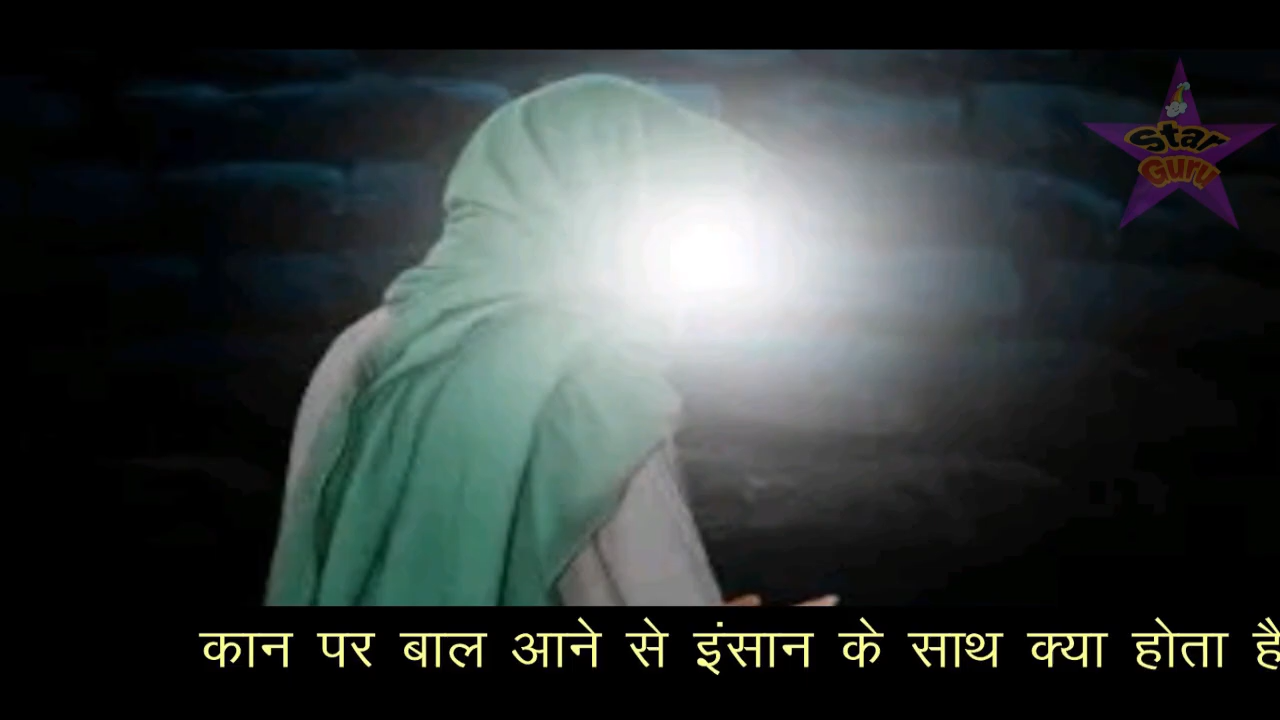 Star
Guru
कान पर बाल आने से इंसान के साथ क्या होता है